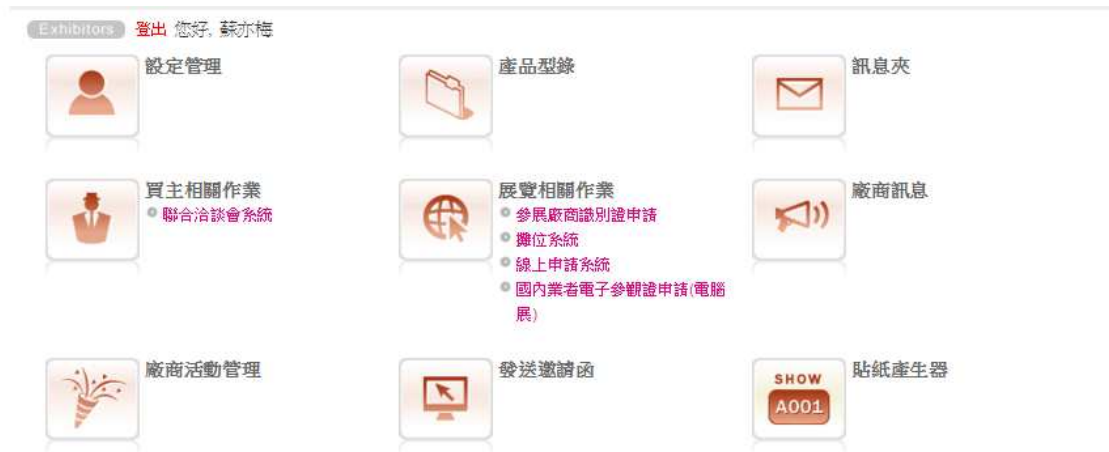 Exhibitors 登出 您好, 蘇亦梅
設定管理
產品型錄
訊息夾
買主相關作業
聯合洽談會系統
展覽相關作業
參展廠商識別證申請
攤位系統
線上申請系統
國內業者電子參觀證申請(電腦
展)
廠商訊息
廠商活動管理
發送邀請函
SHOW
A001
貼紙產生器